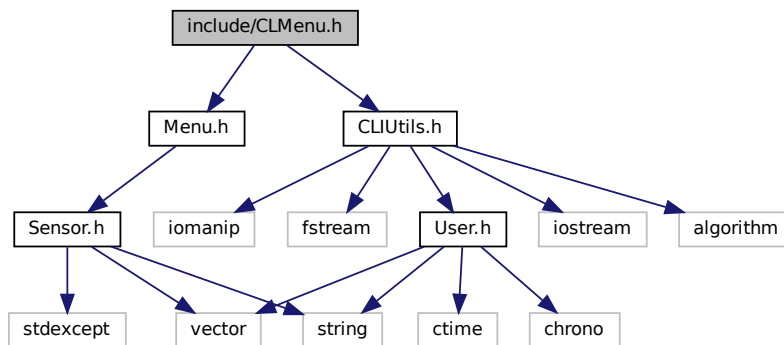 include/CLMenu.h
Menu.h
CLIUtils.h
Sensor.h
iomanip
fstream
User.h
iostream
algorithm
stdexcept
vector
string
ctime
chrono